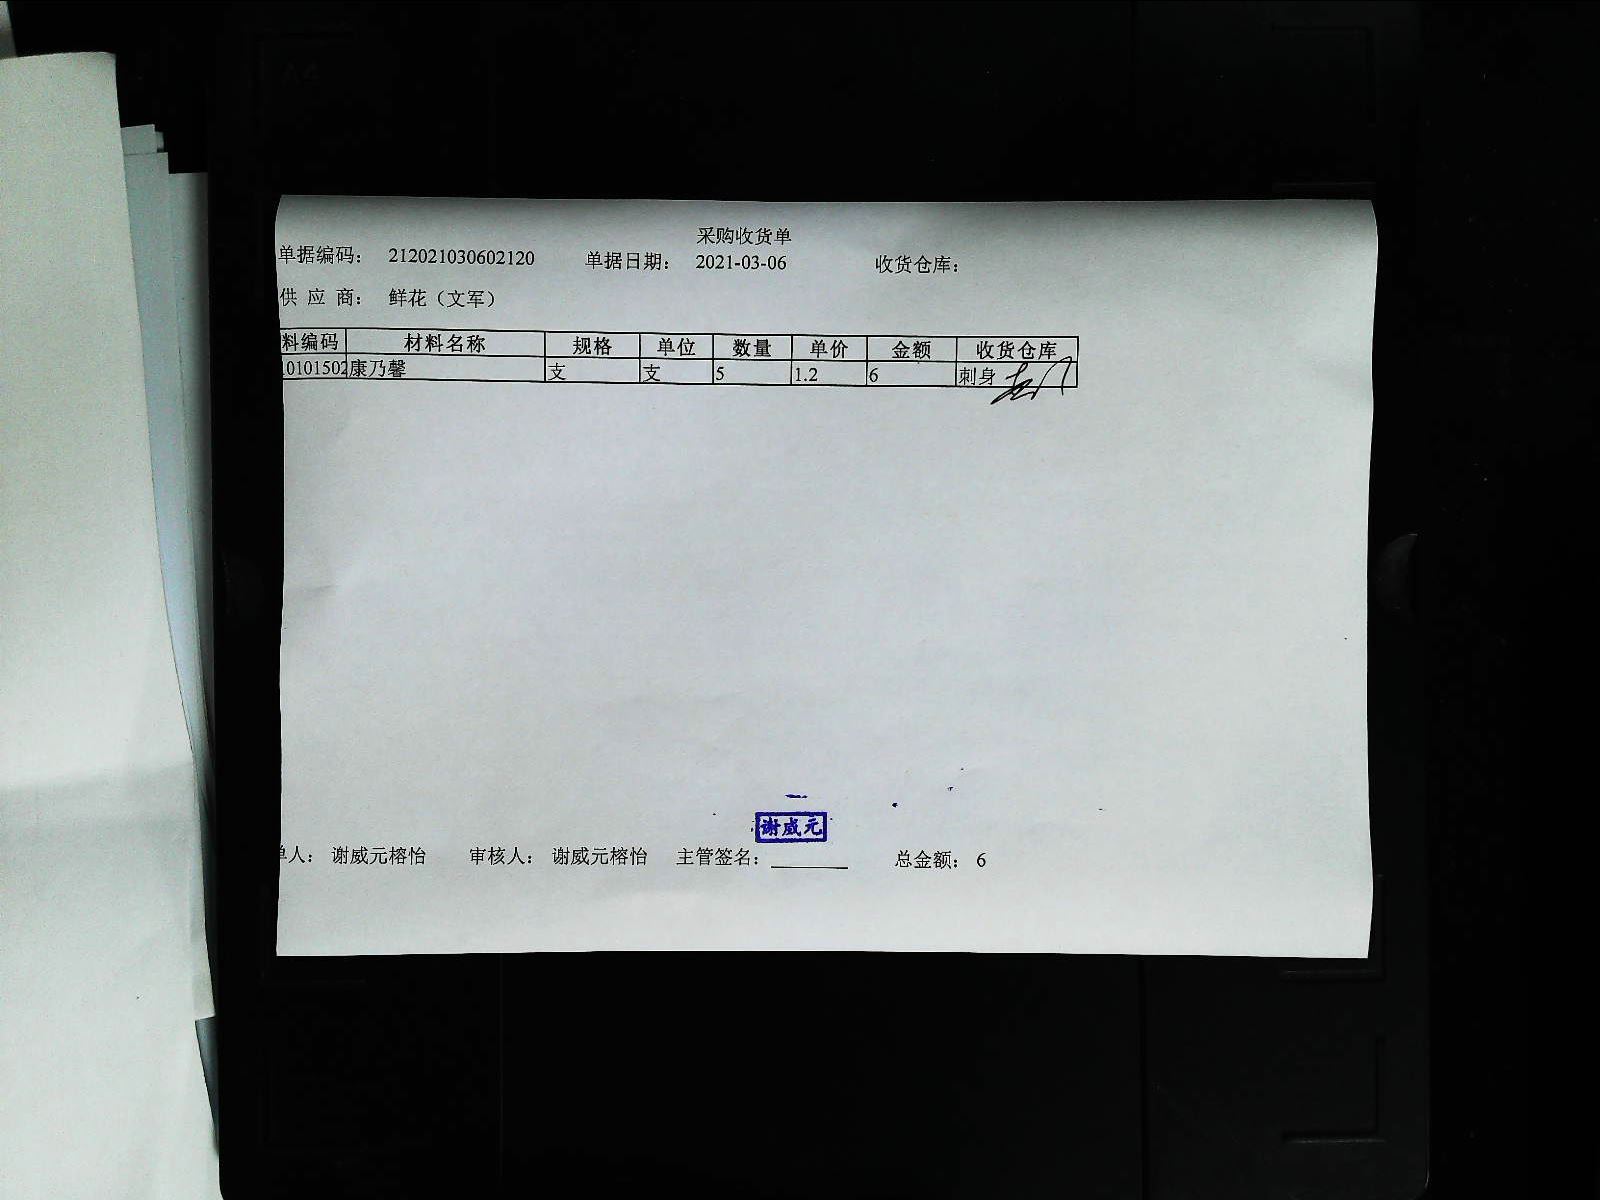 采购收货单
单据编码： 212021030602120 单据日期： 2021-03-06 收货仓库：
供 应 商： 鲜花（文军）
料编码 材料名称 规格 单位 数量 单价 金额 收货仓库
0101502 康乃馨 支 支 5 1.2 6 刺身
谢威元
单人： 谢威元榕怡 审核人： 谢威元榕怡 主管签名： 总金额： 6